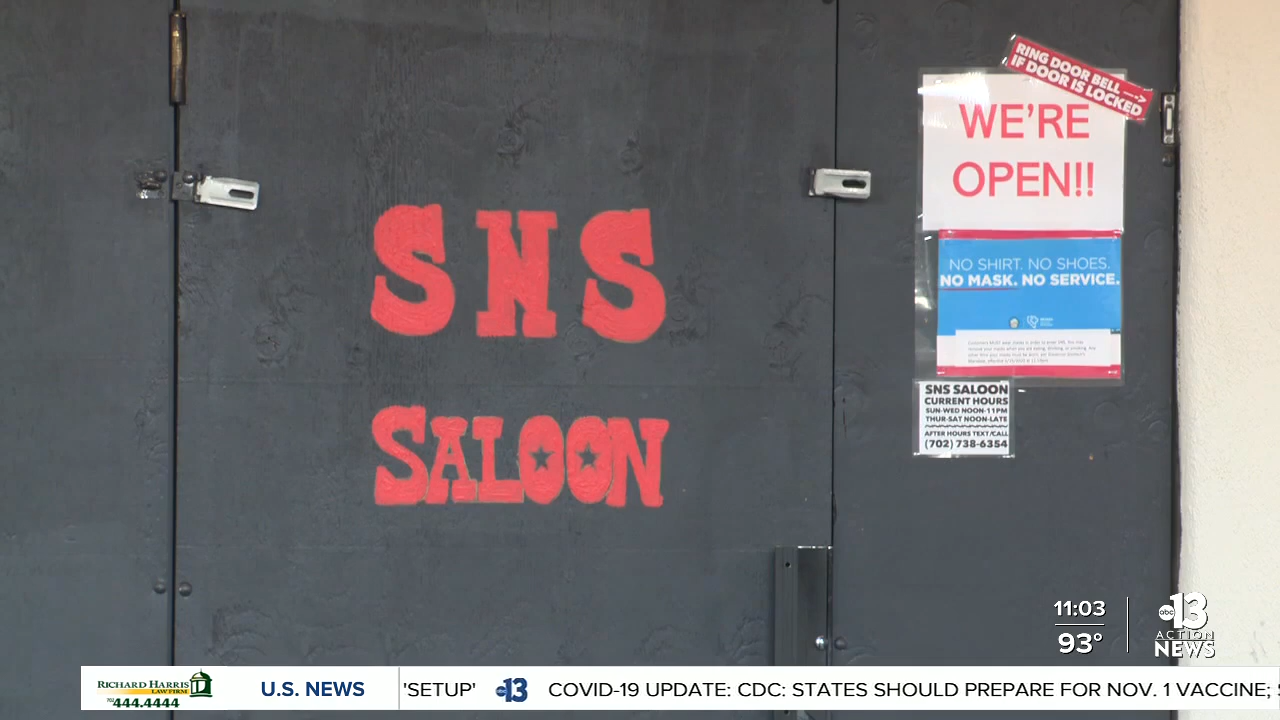 RING DOOR BELL -->
IF DOOR IS LOCKED
WE'RE
OPEN!!
SNS
SALOON
NO SHIRT. NO SHOES.
NO MASK. NO SERVICE.
SNS SALOON
CURRENT HOURS
SUN-WED NOON-11PM
THUR-SAT NOON-LATE
AFTER HOURS TEXT/CALL
(702) 738-6354
11:03
93°
abc 13
ACTION
NEWS
RICHARD HARRIS
LAW FIRM
702 444.4444
U.S. NEWS
'SETUP' abc 13 COVID-19 UPDATE: CDC: STATES SHOULD PREPARE FOR NOV. 1 VACCINE;